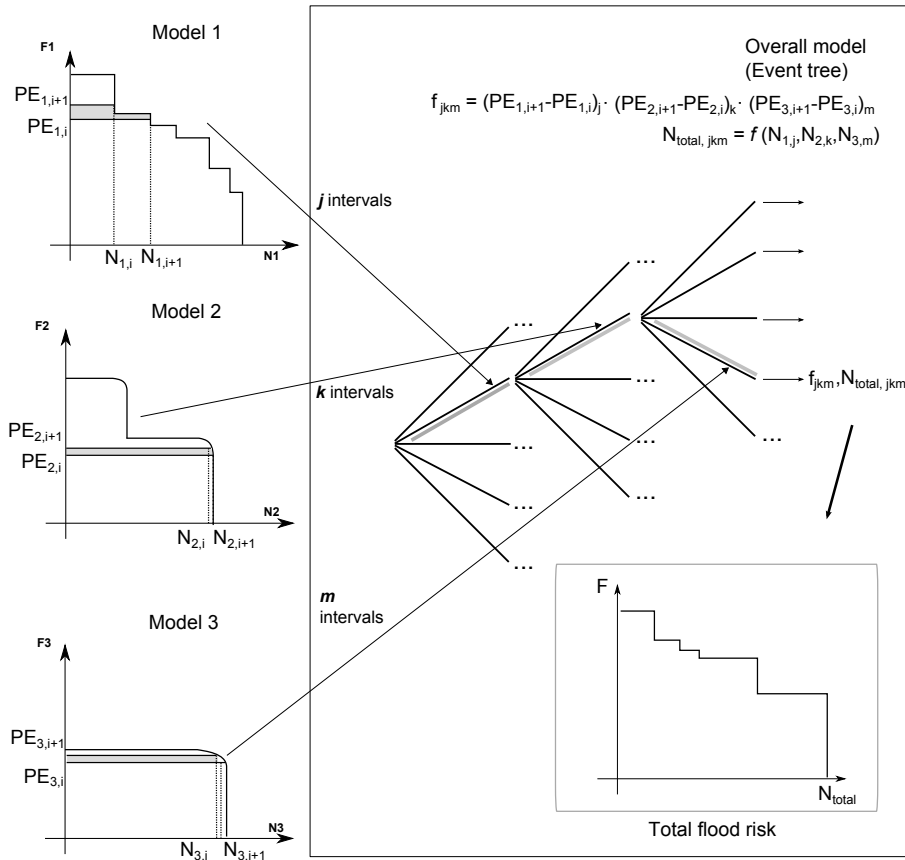 Model 1
F1
PE1,i+1
PE1,i
N1,i
N1,i+1
N1
Model 2
F2
PE2,i+1
PE2,i
N2
N2,i
N2,i+1
Model 3
F3
PE3,i+1
PE3,i
N3,i
N3,i+1
N3
Overall model
(Event tree)
f jkm = (PE1,i+1-PE1,i)j · (PE2,i+1-PE2,i)k · (PE3,i+1-PE3,i)m
Ntotal, jkm = f (N1,j,N2,k,N3,m)
j intervals
k intervals
m
intervals
...
...
...
...
...
...
...
...
...
fjkm,Ntotal, jkm
F
Ntotal
Total flood risk